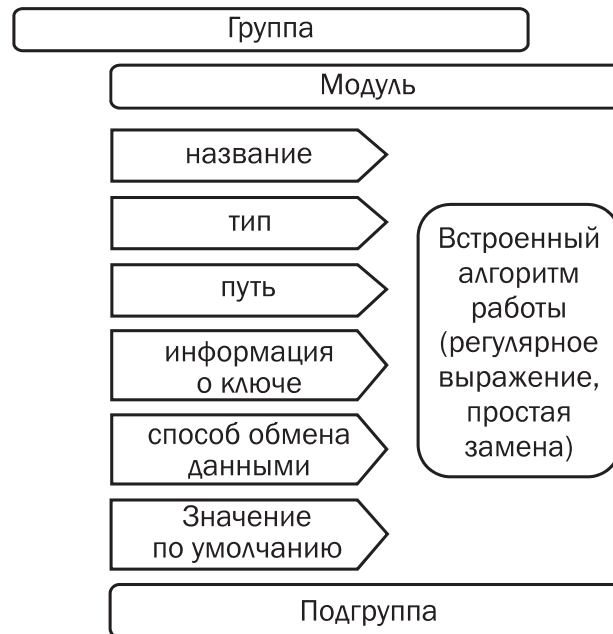 Группа
Модуль
название
тип
путь
информация
о ключе
способ обмена
данными
Значение
по умолчанию
Встроенный
алгоритм
работы
(регулярное
выражение,
простая
замена)
Подгруппа